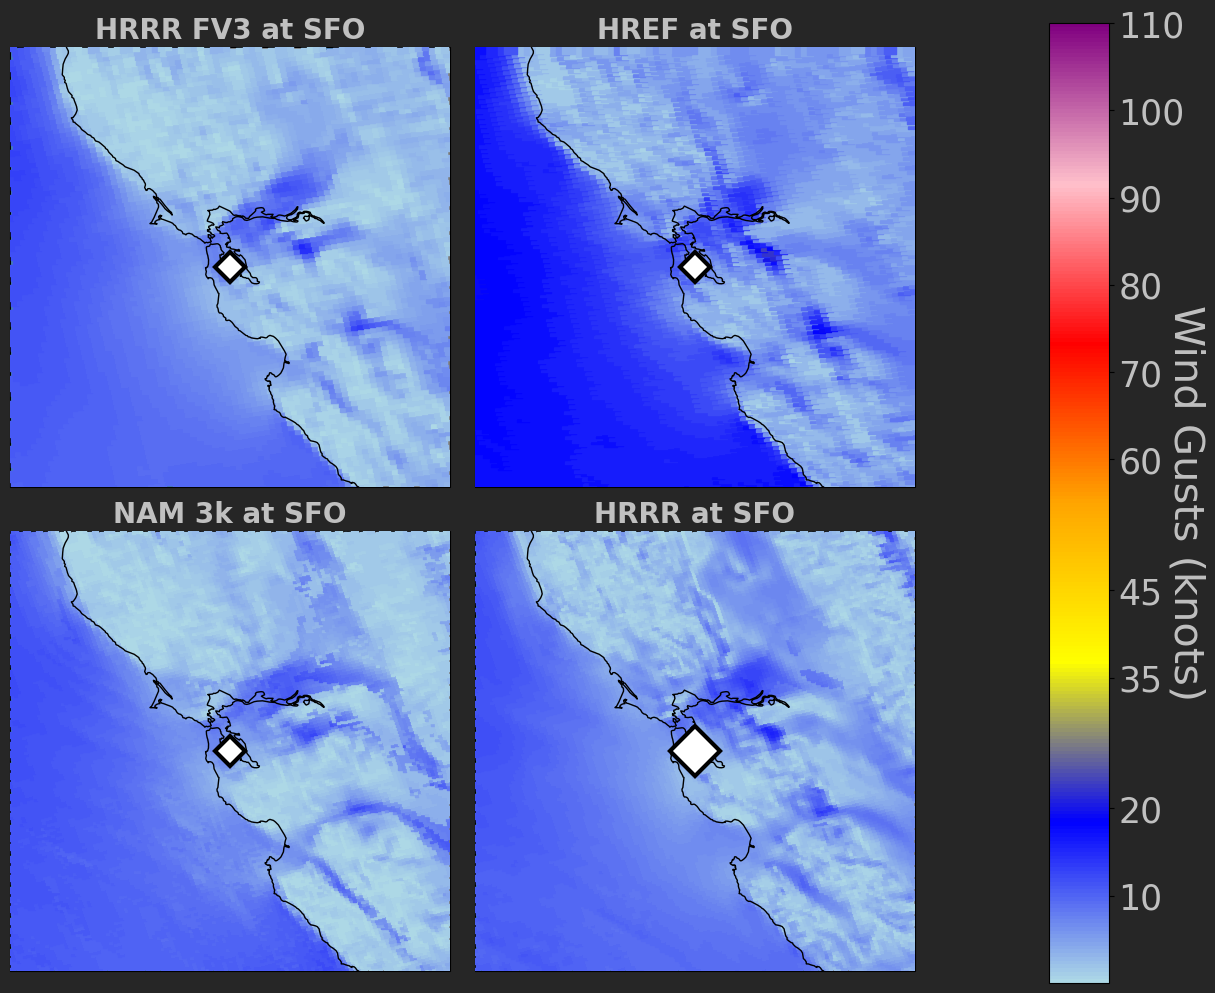 HRRR FV3 at SFO
HREF at SFO
NAM 3k at SFO
HRRR at SFO
110
100
90
80
70
60
45
35
20
10
Wind Gusts (knots)